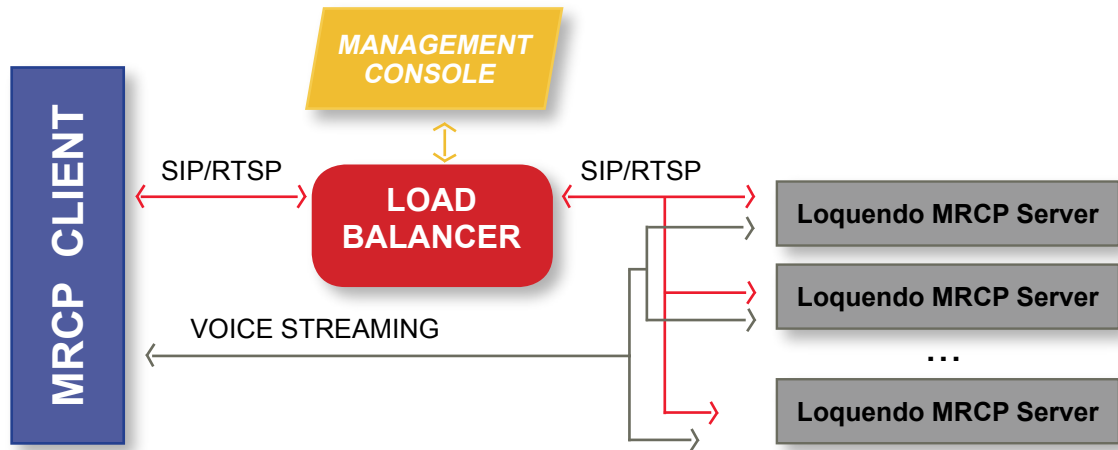 MANAGEMENT
CONSOLE
MRCP CLIENT
SIP/RTSP
LOAD
BALANCER
SIP/RTSP
Loquendo MRCP Server
Loquendo MRCP Server
VOICE STREAMING
...
Loquendo MRCP Server